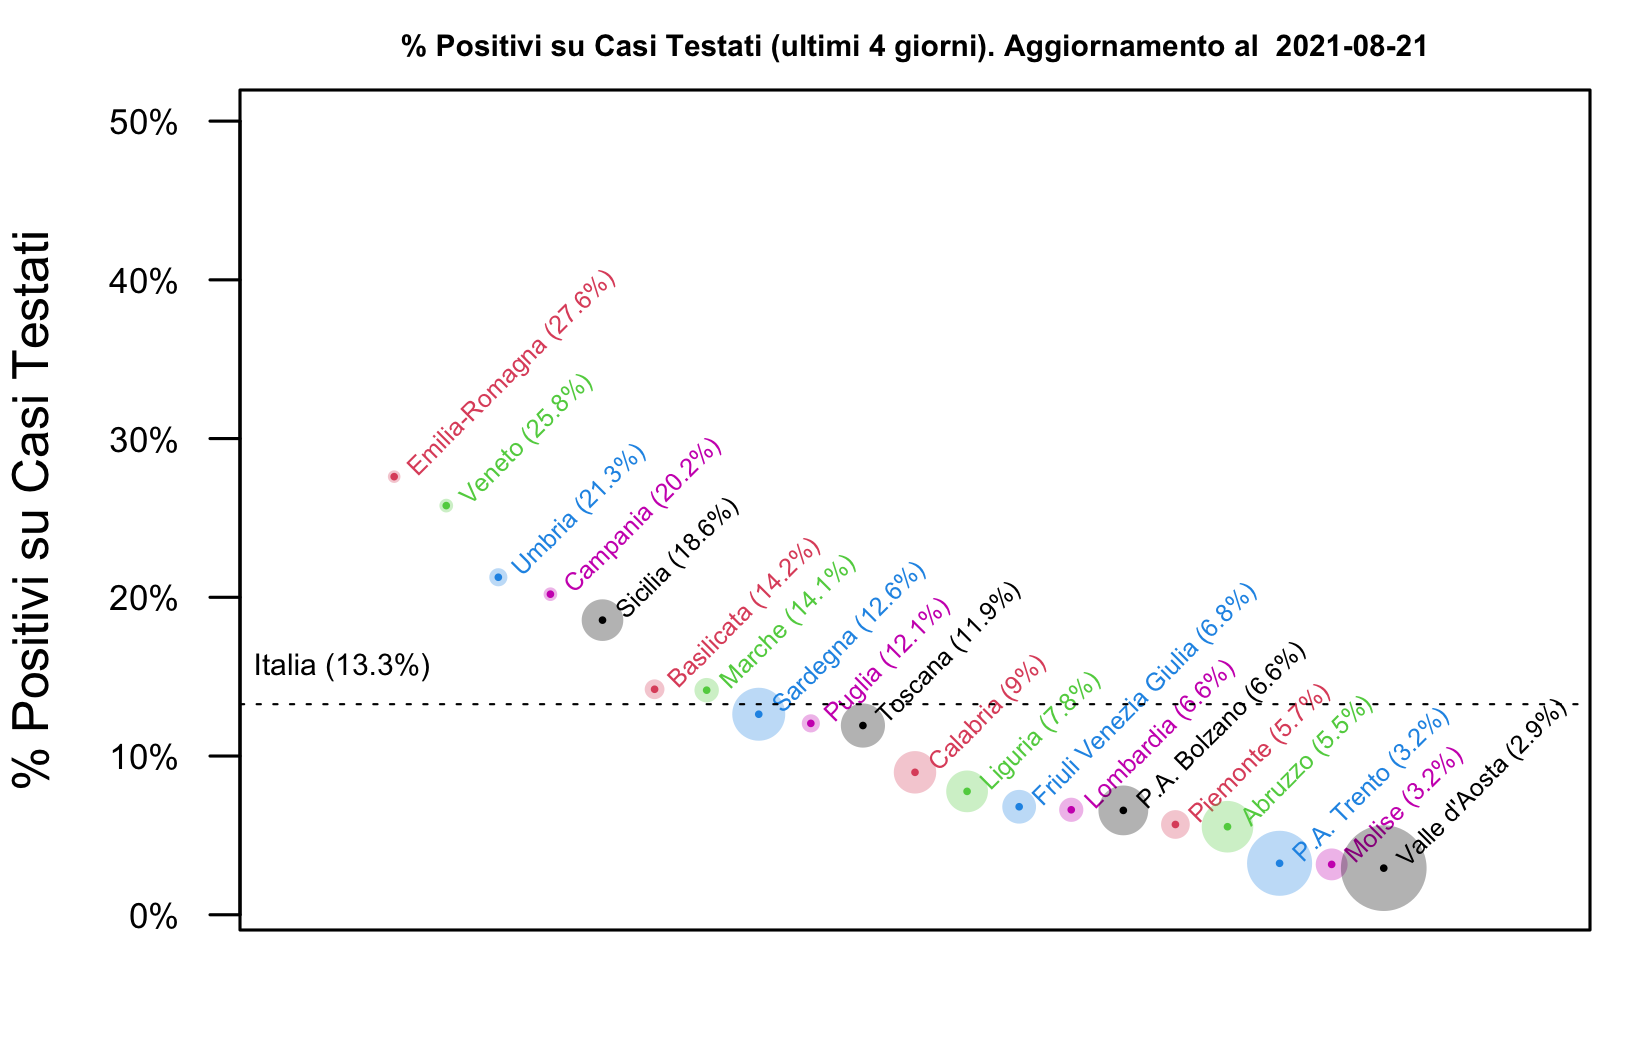 % Positivi su Casi Testati (ultimi 4 giorni). Aggiornamento al  2021-08-21
% Positivi su Casi Testati
50%
40%
30%
20%
10%
0%
Italia (13.3%)
Emilia-Romagna (27.6%)
Veneto (25.8%)
Umbria (21.3%)
Campania (20.2%)
Sicilia (18.6%)
Basilicata (14.2%)
Marche (14.1%)
Sardegna (12.6%)
Puglia (12.1%)
Toscana (11.9%)
Calabria (9%)
Liguria (7.8%)
Friuli Venezia Giulia (6.8%)
Lombardia (6.6%)
P.A. Bolzano (6.6%)
Piemonte (5.7%)
Abruzzo (5.5%)
P.A. Trento (3.2%)
Molise (3.2%)
Valle d'Aosta (2.9%)